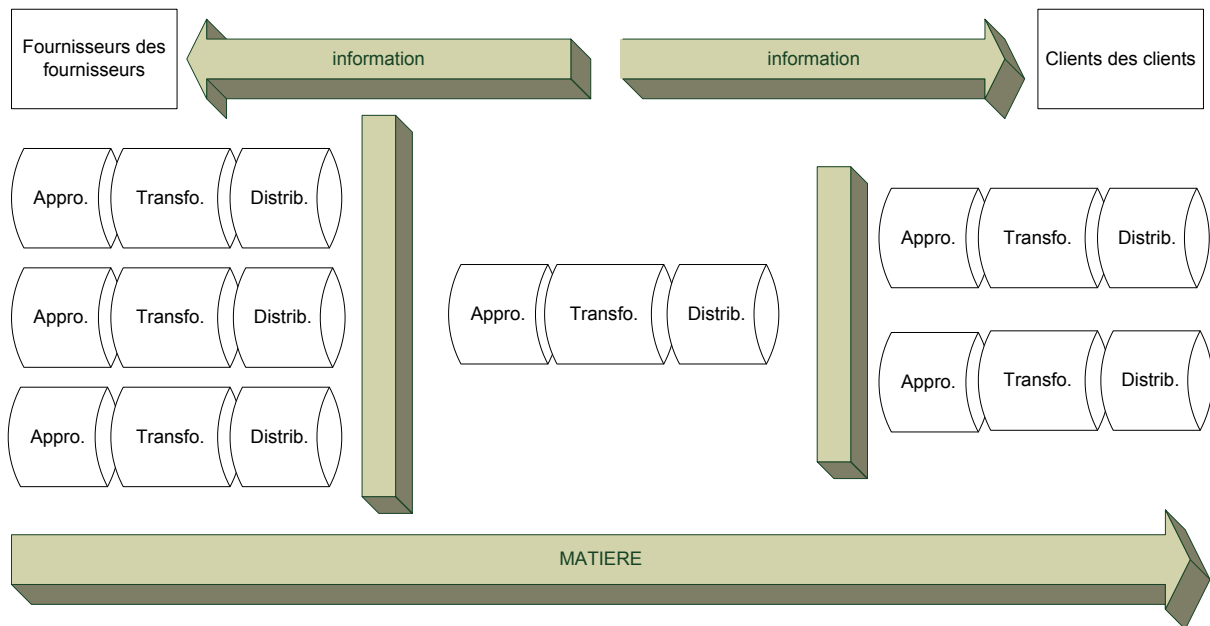 Fournisseurs des
fournisseurs
information
information
Clients des clients
Appro. Transfo. Distrib.
Appro. Transfo. Distrib.
Appro. Transfo. Distrib.
Appro. Transfo. Distrib.
Appro. Transfo. Distrib.
Appro. Transfo. Distrib.
MATIERE